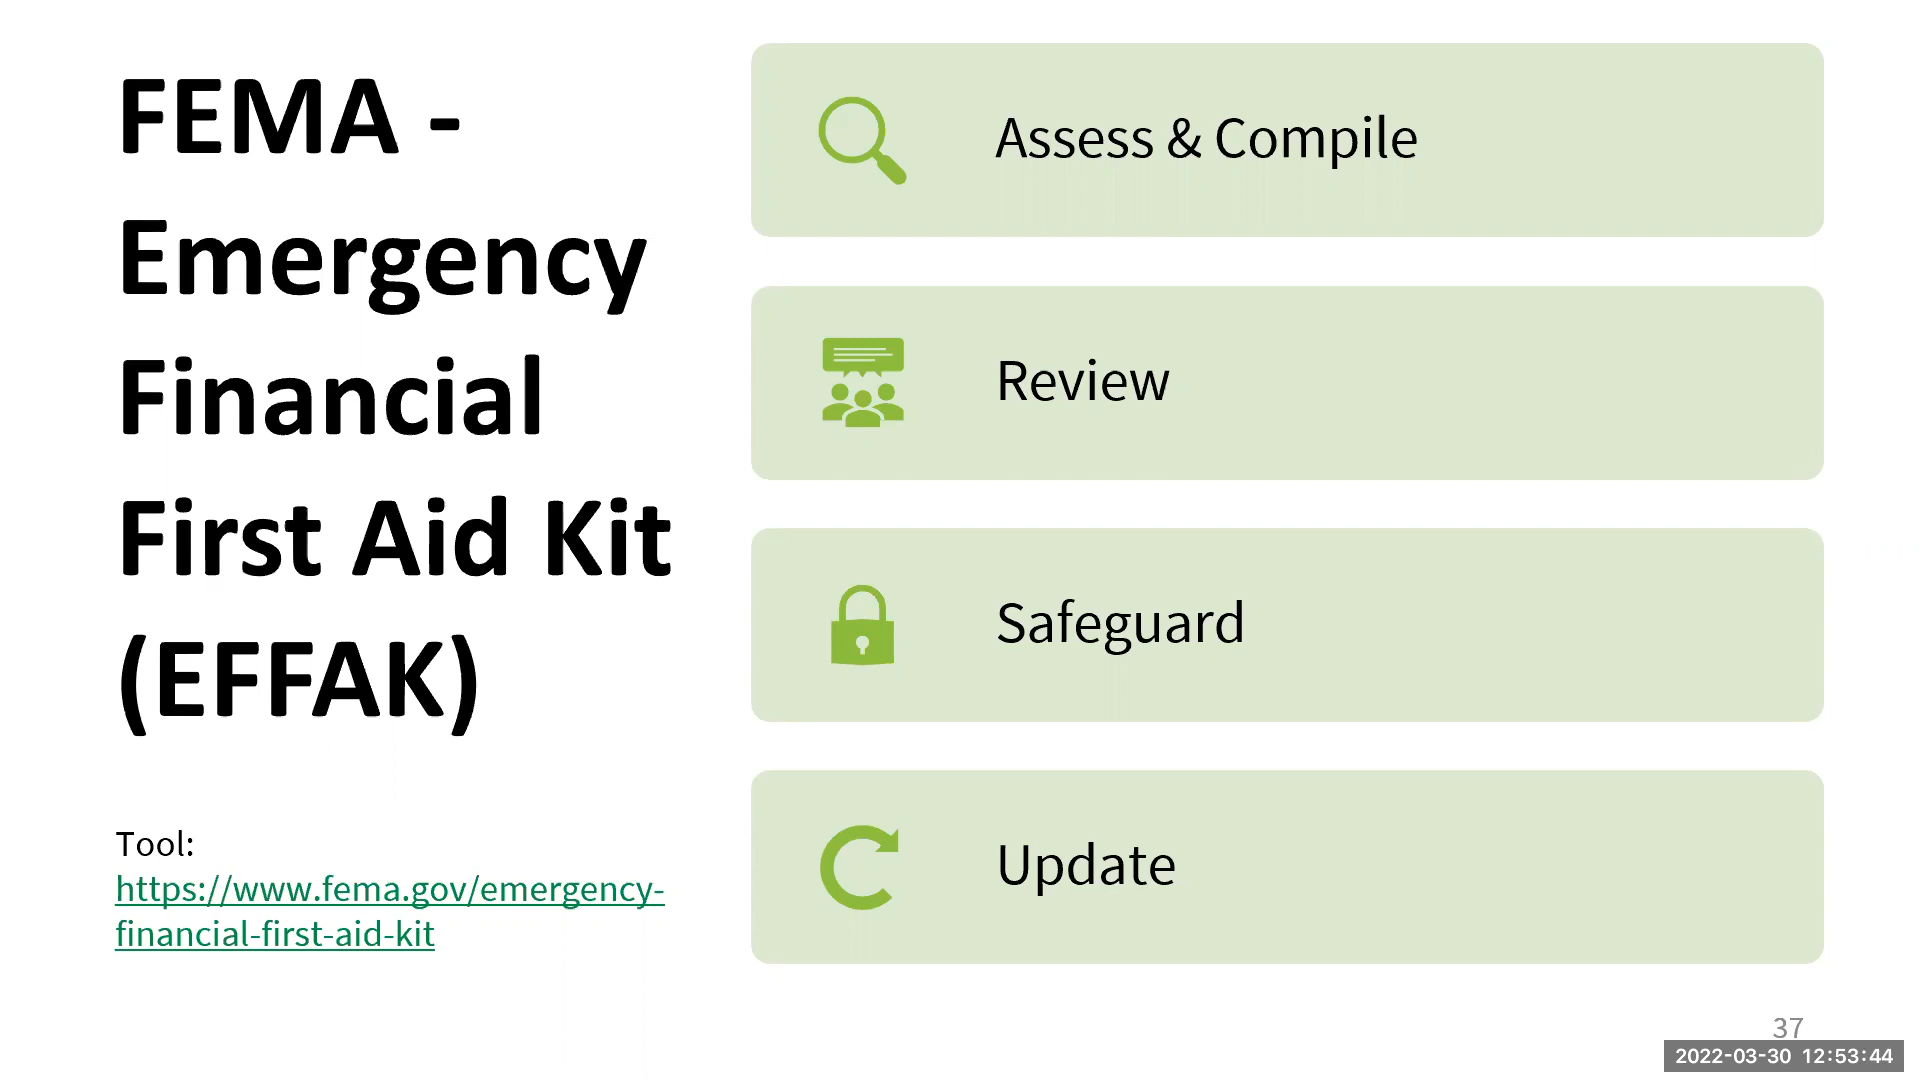 FEMA -
Emergency
Financial
First Aid Kit
(EFFAK)
Tool:
https://www.fema.gov/emergency-
financial-first-aid-kit
Assess & Compile
Review
Safeguard
Update
37
2022-03-30 12:53:44